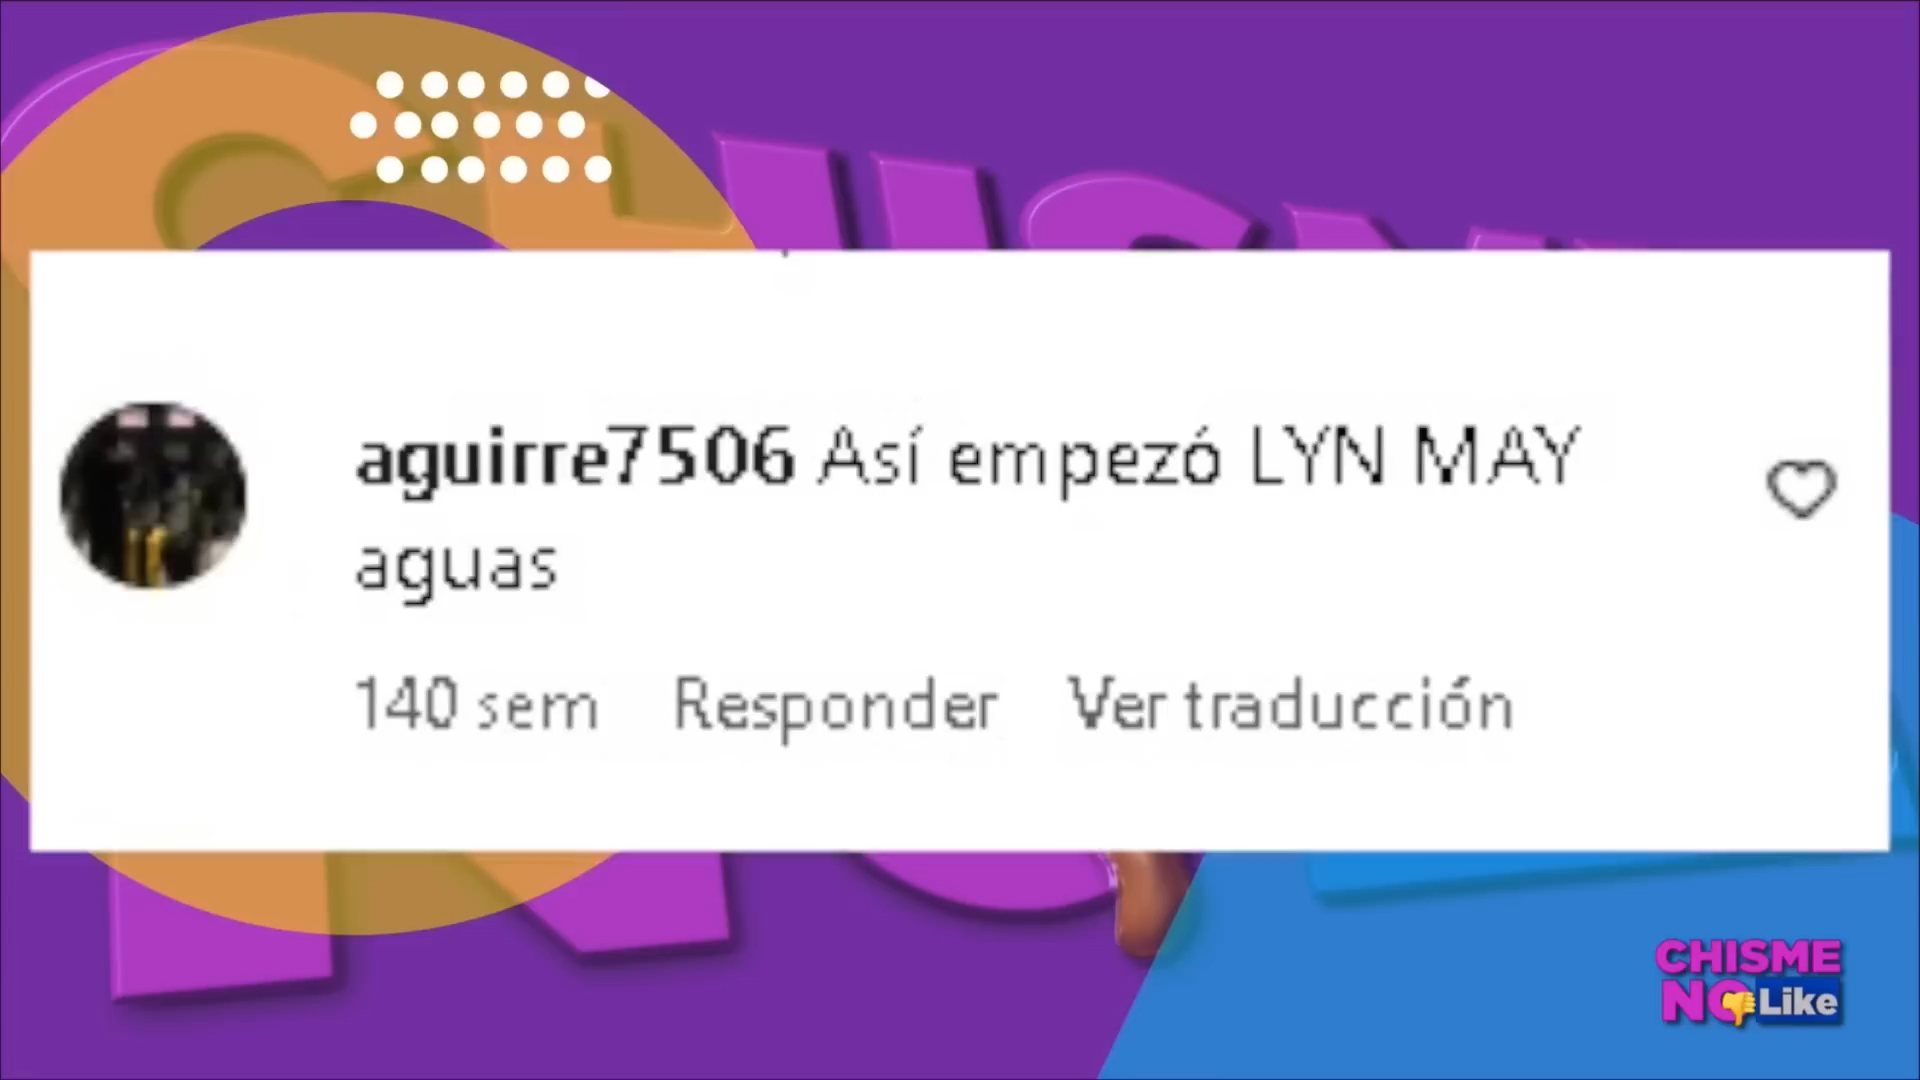 aguirre7506 Así empezó LYN MAY
aguas
140 sem Responder Ver traducción
CHISME
NO Like